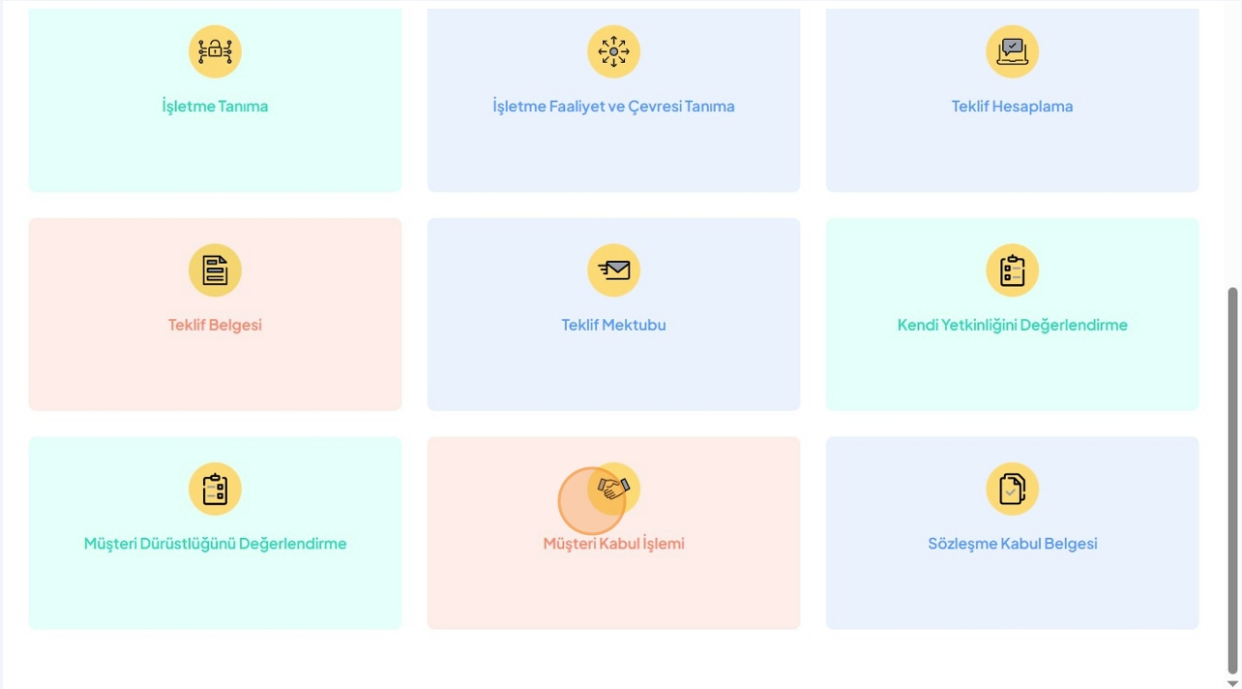 İşletme Tanıma
İşletme Faaliyet ve Çevresi Tanıma
Teklif Hesaplama
Teklif Belgesi
Teklif Mektubu
Kendi Yetkinliğini Değerlendirme
Müşteri Dürüstlüğünü Değerlendirme
Müşteri Kabul İşlemi
Sözleşme Kabul Belgesi